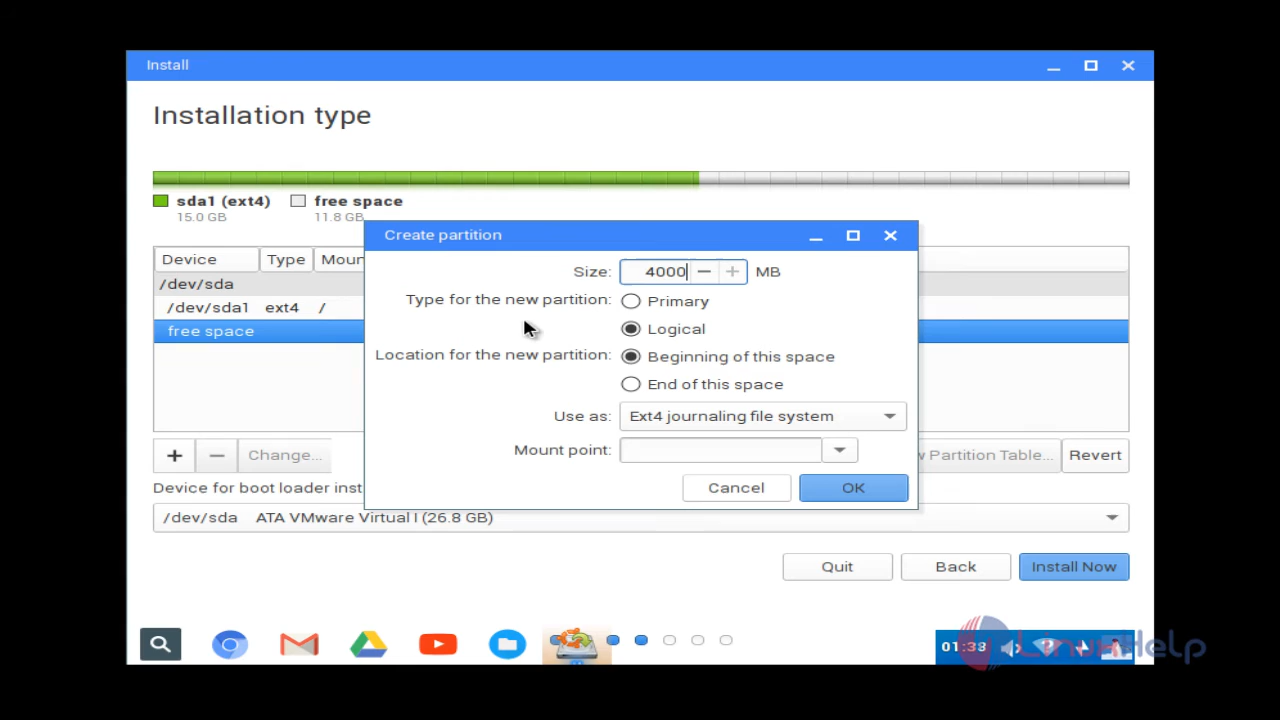 Install
Installation type
sda1 (ext4) free space
15.0 GB 11.8 GB
Create partition
Device Type Moun
Size: 4000 MB
/dev/sda
Type for the new partition: Primary
/dev/sda1 ext4 /
free space
Logical
Location for the new partition: Beginning of this space
End of this space
Use as: Ext4 journaling file system
Mount point:
+ − Change... w Partition Table... Revert
Device for boot loader inst
Cancel OK
/dev/sda ATA VMware Virtual I (26.8 GB)
Quit Back Install Now
01:33
LinuxHelp